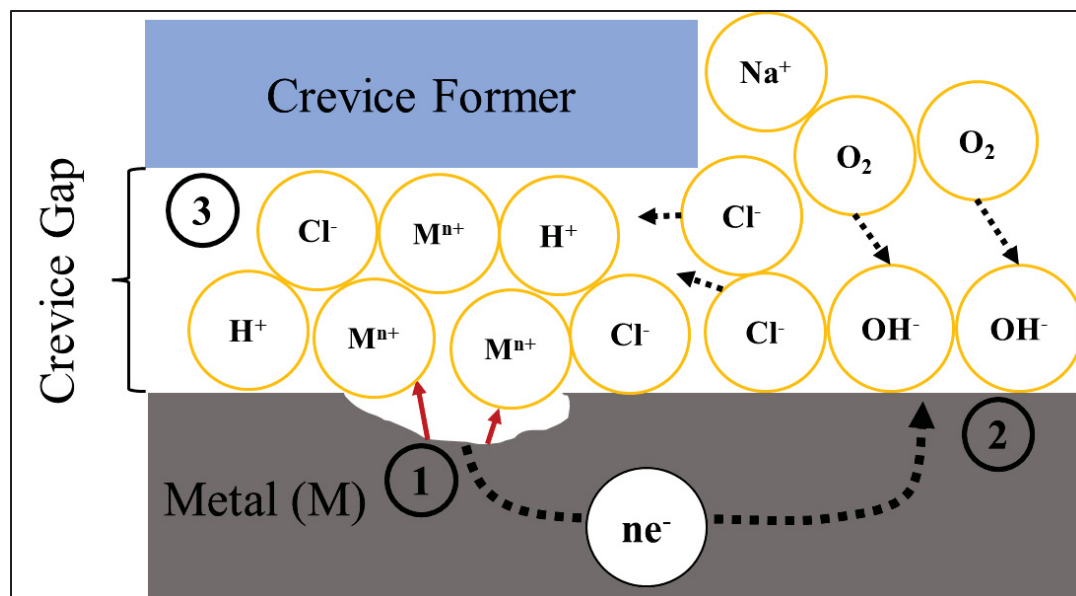 Crevice Former
Na⁺
O₂
O₂
Crevice Gap
3
Cl⁻
Mⁿ⁺
H⁺
Cl⁻
H⁺
Mⁿ⁺
Mⁿ⁺
Cl⁻
Cl⁻
OH⁻
OH⁻
Metal (M)
1
2
ne⁻